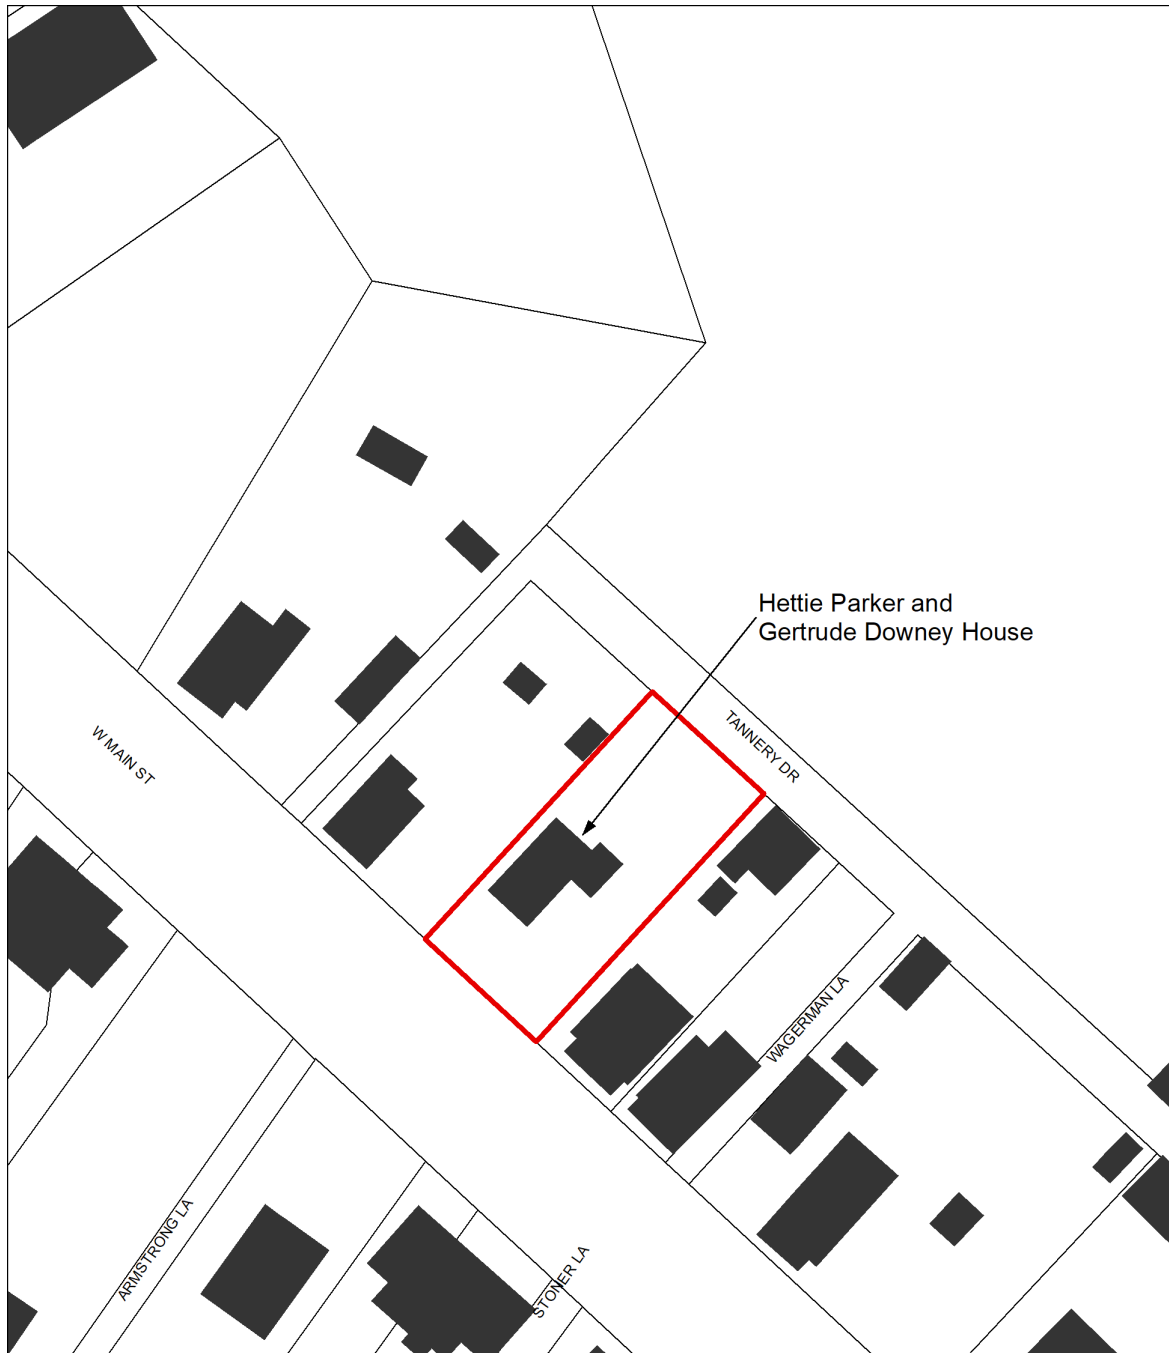 Hettie Parker and
Gertrude Downey House
TANNERY DR
W MAIN ST
WAGERMAN LA
ARMSTRONG LA
STONER LA